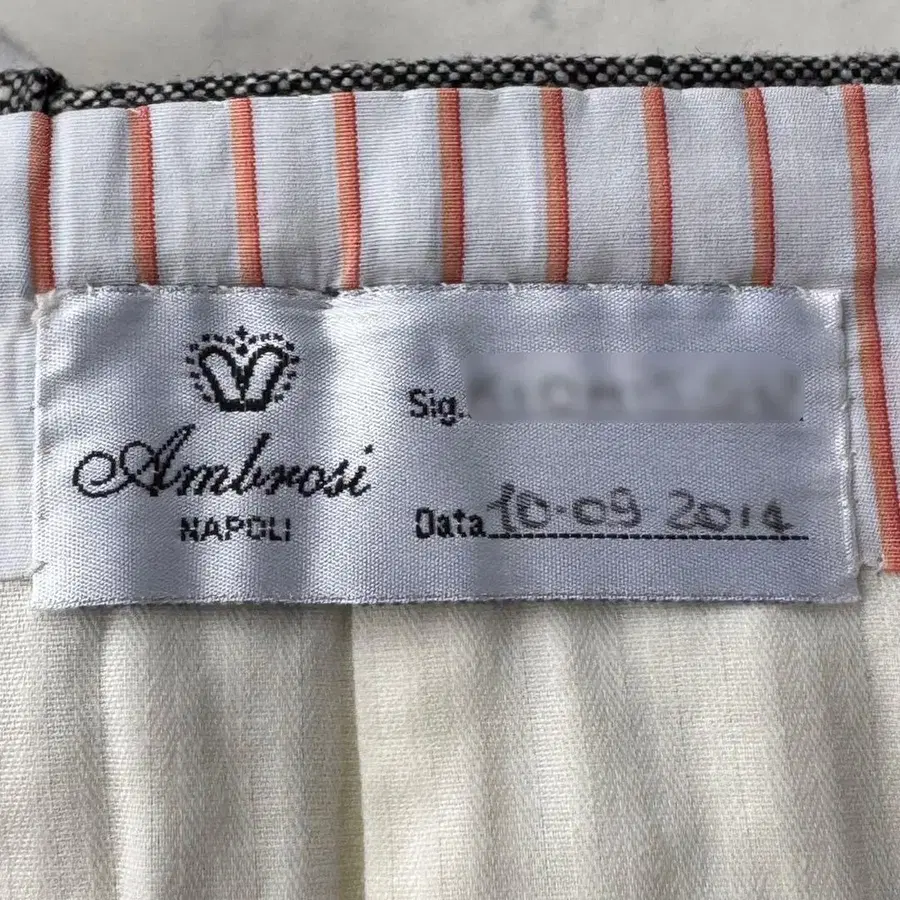 Ambrosi
NAPOLI
Sig.
Data 10-09 2014